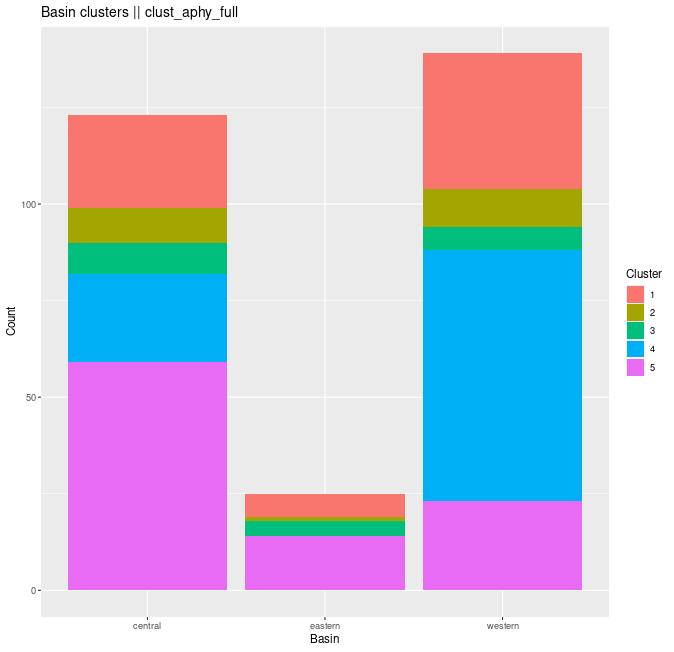 Basin clusters || clust_aphy_full
Count
100
50
0
central
eastern
western
Basin
Cluster
1
2
3
4
5